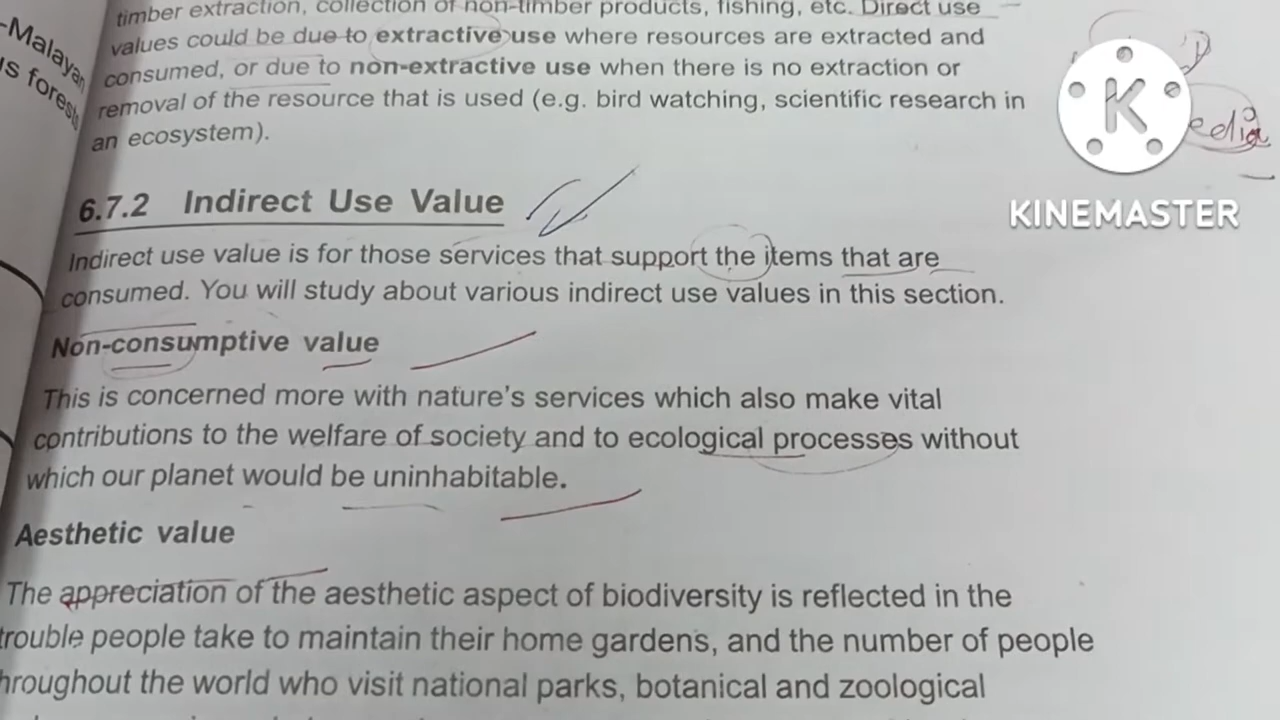 -Malayan
us forests
timber extraction, collection of non-timber products, fishing, etc. Direct use
values could be due to extractive use where resources are extracted and
consumed, or due to non-extractive use when there is no extraction or
removal of the resource that is used (e.g. bird watching, scientific research in
an ecosystem).
K
KINEMASTER
6.7.2 Indirect Use Value
Indirect use value is for those services that support the items that are
consumed. You will study about various indirect use values in this section.
Non-consumptive value
This is concerned more with nature's services which also make vital
contributions to the welfare of society and to ecological processes without
which our planet would be uninhabitable.
Aesthetic value
The appreciation of the aesthetic aspect of biodiversity is reflected in the
trouble people take to maintain their home gardens, and the number of people
hroughout the world who visit national parks, botanical and zoological